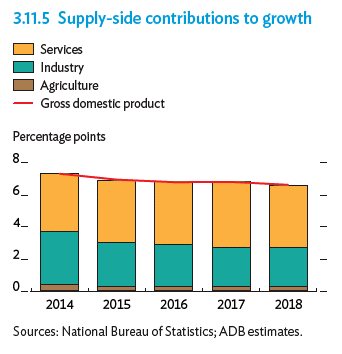 3.11.5 Supply-side contributions to growth
Services
Industry
Agriculture
Gross domestic product
Percentage points
8
6
4
2
0
2014 2015 2016 2017 2018
Sources: National Bureau of Statistics; ADB estimates.